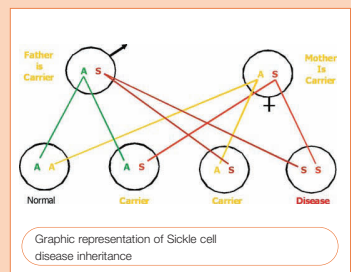 Father
is
Carrier
A S
Mother
Is
Carrier
A S
A A
A S
A S
S S
Normal
Carrier
Carrier
Disease
Graphic representation of Sickle cell
disease inheritance